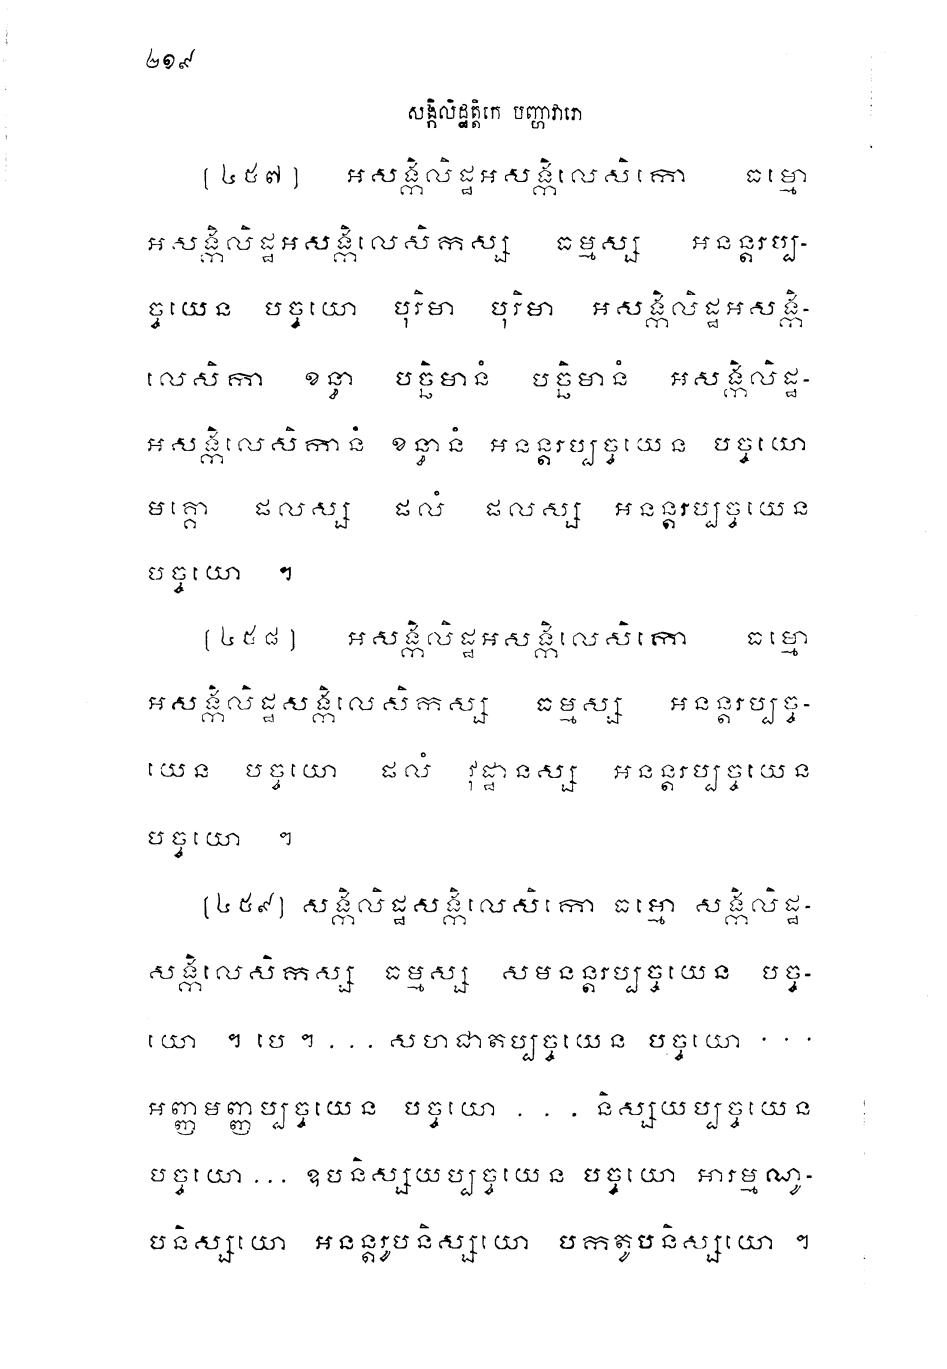 ២១៩
សង្កិលិដ្ឋត្តិកេ បញ្ហាវារោ
[៤៥៧] អសង្កិលិដ្ឋអសង្កិលេសិកោ ធម្មោ
អសង្កិលិដ្ឋអសង្កិលេសិកស្ស ធម្មស្ស អនន្តរប្ប-
ច្ចយេន បច្ចយោ បុរិមា បុរិមា អសង្កិលិដ្ឋអសង្កិ-
លេសិកា ខន្ធា បច្ឆិមានំ បច្ឆិមានំ អសង្កិលិដ្ឋ-
អសង្កិលេសិកានំ ខន្ធានំ អនន្តរប្បច្ចយេន បច្ចយោ
មគ្គោ ផលស្ស ផលំ ផលស្ស អនន្តរប្បច្ចយេន
បច្ចយោ ។
[៤៥៨] អសង្កិលិដ្ឋអសង្កិលេសិកោ ធម្មោ
អសង្កិលិដ្ឋសង្កិលេសិកស្ស ធម្មស្ស អនន្តរប្បច្ច-
យេន បច្ចយោ ផលំ វុដ្ឋានស្ស អនន្តរប្បច្ចយេន
បច្ចយោ ។
[៤៥៩] សង្កិលិដ្ឋសង្កិលេសិកោ ធម្មោ សង្កិលិដ្ឋ-
សង្កិលេសិកស្ស ធម្មស្ស សមនន្តរប្បច្ចយេន បច្ច-
យោ ។ បេ ។ ... សហជាតប្បច្ចយេន បច្ចយោ ...
អញ្ញមញ្ញប្បច្ចយេន បច្ចយោ ... និស្សយប្បច្ចយេន
បច្ចយោ ... ឧបនិស្សយប្បច្ចយេន បច្ចយោ អារម្មណូ-
បនិស្សយោ អនន្តរូបនិស្សយោ បកតូបនិស្សយោ ។